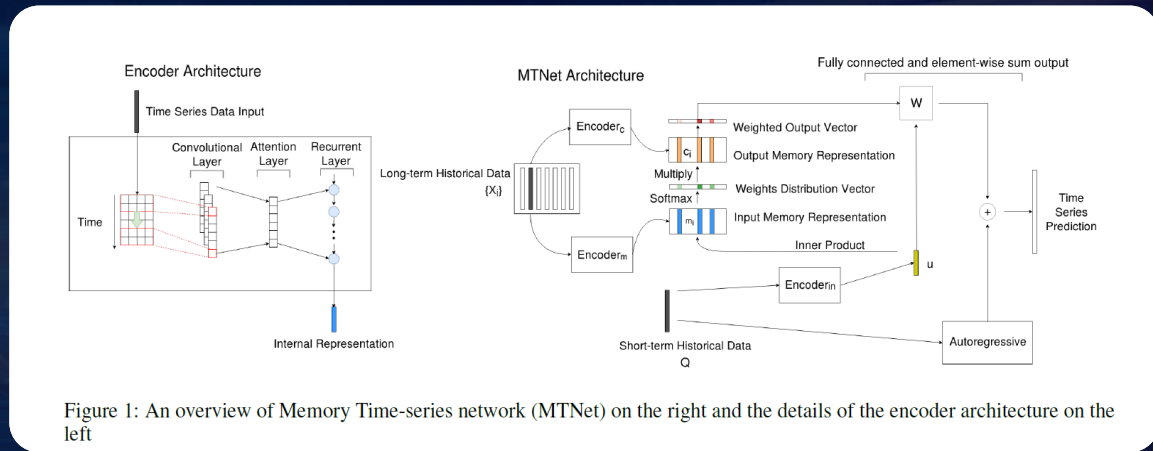 Encoder Architecture
Time Series Data Input
Convolutional Attention Recurrent
Layer Layer Layer
Time
Internal Representation
MTNet Architecture
Fully connected and element-wise sum output
W
Encoderc
Weighted Output Vector
ci
Output Memory Representation
Long-term Historical Data
{Xi}
Multiply
Weights Distribution Vector
Softmax
mi
Input Memory Representation
Encoderm
Inner Product
u
Encoderin
+
Time
Series
Prediction
Short-term Historical Data
Q
Autoregressive
Figure 1: An overview of Memory Time-series network (MTNet) on the right and the details of the encoder architecture on the
left